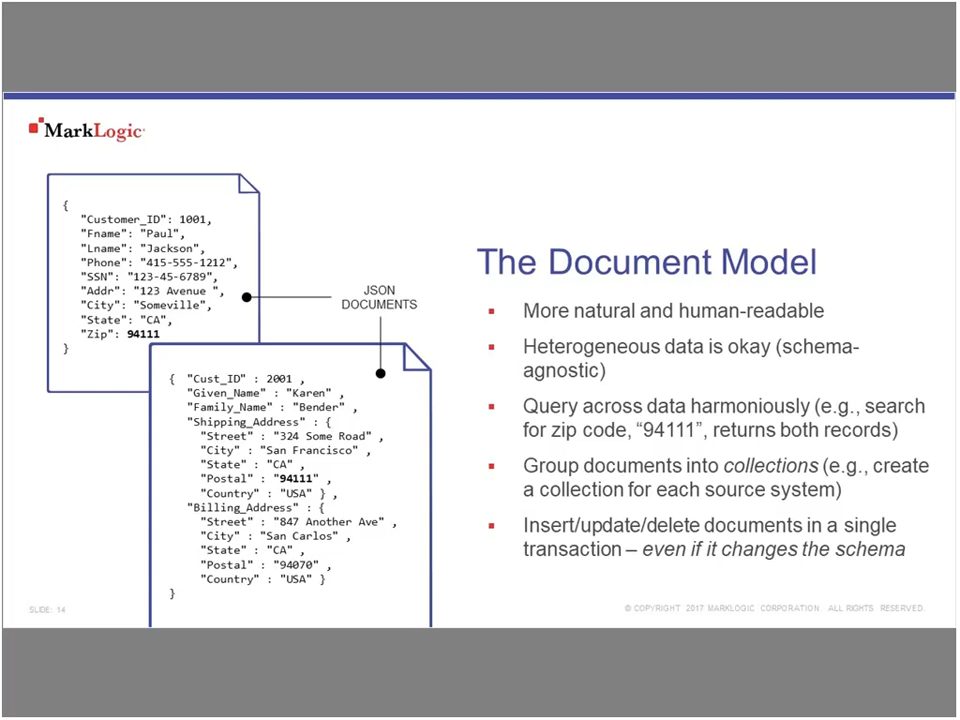 MarkLogic
{
"Customer_ID": 1001,
"Fname": "Paul",
"Lname": "Jackson",
"Phone": "415-555-1212",
"SSN": "123-45-6789",
"Addr": "123 Avenue ",
"City": "Someville",
"State": "CA",
"Zip": 94111
}
JSON
DOCUMENTS
{ "Cust_ID" : 2001 ,
"Given_Name" : "Karen" ,
"Family_Name" : "Bender" ,
"Shipping_Address" : {
"Street" : "324 Some Road" ,
"City" : "San Francisco" ,
"State" : "CA" ,
"Postal" : "94111" ,
"Country" : "USA" } ,
"Billing_Address" : {
"Street" : "847 Another Ave" ,
"City" : "San Carlos" ,
"State" : "CA" ,
"Postal" : "94070" ,
"Country" : "USA" }
}
The Document Model
▪ More natural and human-readable
▪ Heterogeneous data is okay (schema-
agnostic)
▪ Query across data harmoniously (e.g., search
for zip code, “94111”, returns both records)
▪ Group documents into collections (e.g., create
a collection for each source system)
▪ Insert/update/delete documents in a single
transaction – even if it changes the schema
SLIDE: 14
© COPYRIGHT 2017 MARKLOGIC CORPORATION. ALL RIGHTS RESERVED.